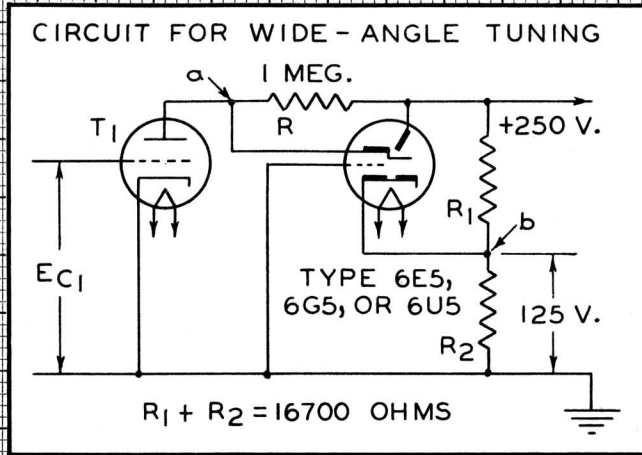 CIRCUIT FOR WIDE-ANGLE TUNING
a
1 MEG.
T1
R
+250 V.
R1
b
EC1
TYPE 6E5,
6G5, OR 6U5
125 V.
R2
R1 + R2 = 16700 OHMS